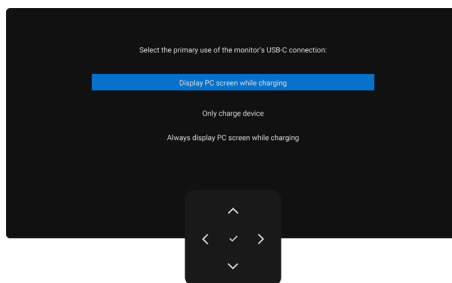 Select the primary use of the monitor's USB-C connection:
Display PC screen while charging
Only charge device
Always display PC screen while charging